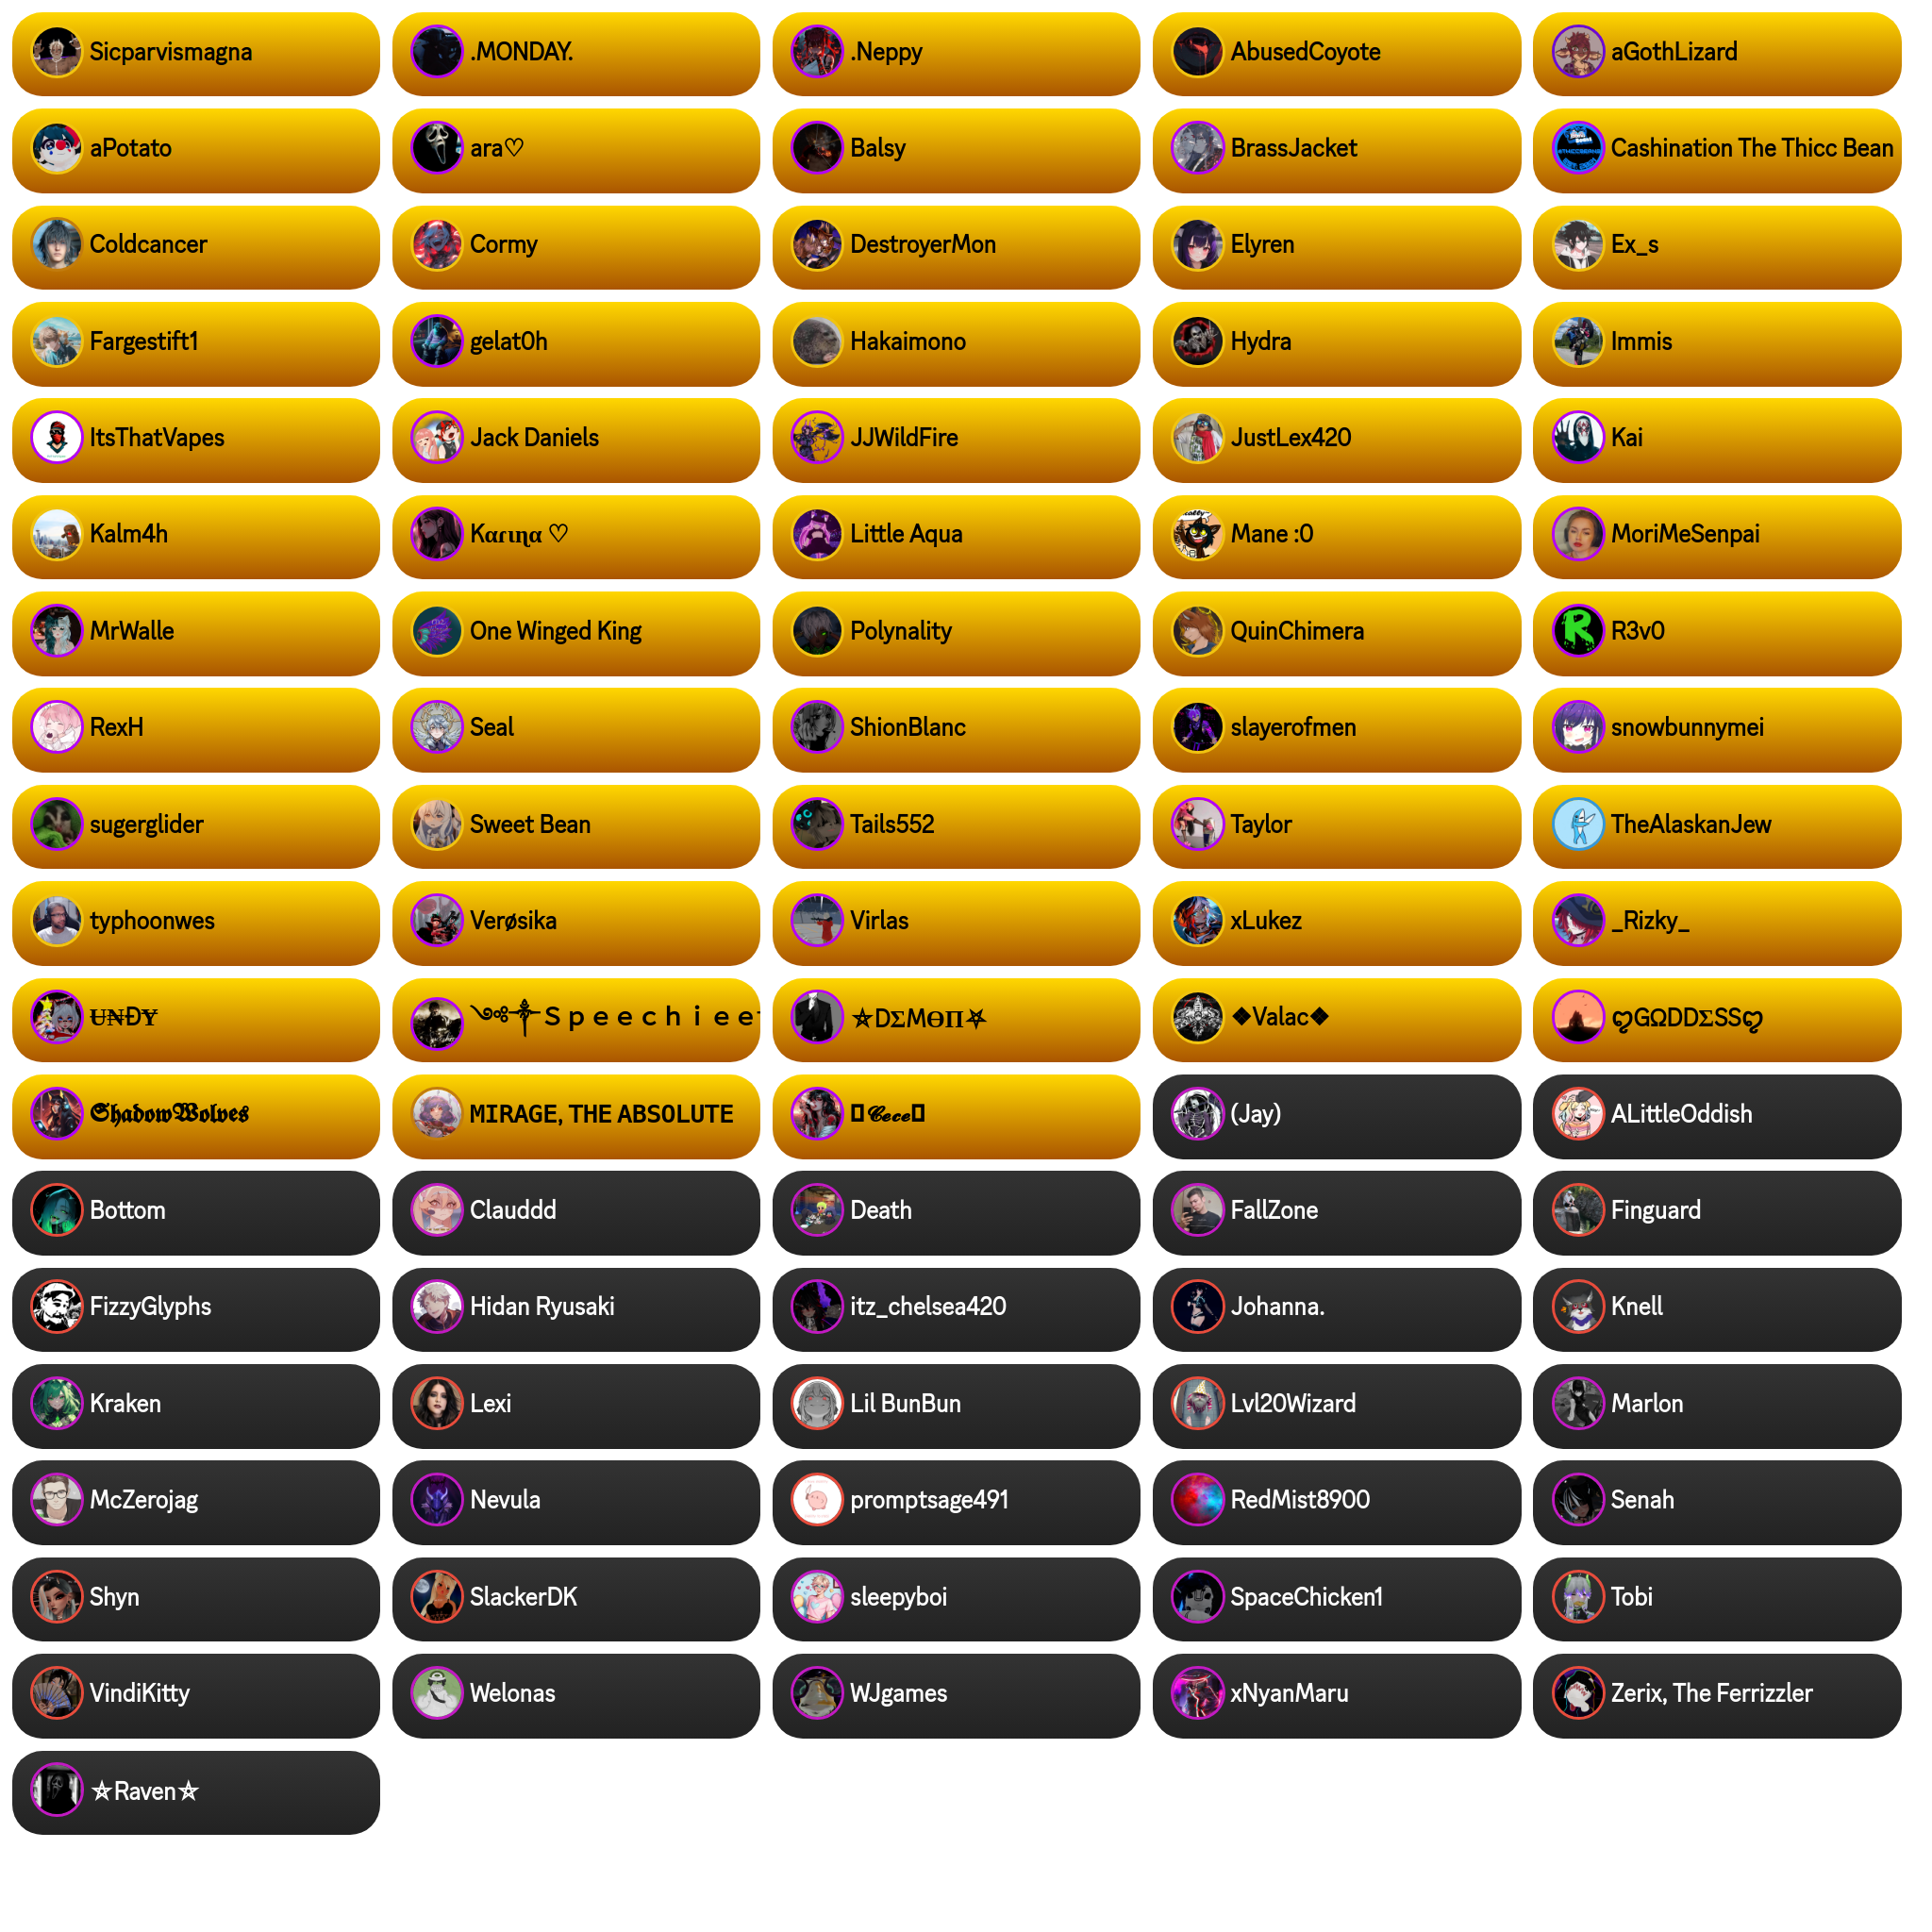 Sicparvismagna
.MONDAY.
.Neppy
AbusedCoyote
aGothLizard
aPotato
ara♡
Balsy
BrassJacket
Cashination The Thicc Bean
Coldcancer
Cormy
DestroyerMon
Elyren
Ex_s
Fargestift1
gelat0h
Hakaimono
Hydra
Immis
ItsThatVapes
Jack Daniels
JJWildFire
JustLex420
Kai
Kalm4h
Kαɾιɳα ♡
Little Aqua
Mane :0
MoriMeSenpai
MrWalle
One Winged King
Polynality
QuinChimera
R3v0
RexH
Seal
ShionBlanc
slayerofmen
snowbunnymei
sugerglider
Sweet Bean
Tails552
Taylor
TheAlaskanJew
typhoonwes
Verøsika
Virlas
xLukez
_Rizky_
Ʉ₦ĐɎ
༺༒Ｓｐｅｅｃｈｉｅｅ
⛥DΣMӨΠ⛧
❖Valac❖
ღGΩDDΣSSღ
𝕾𝖍𝖆𝖉𝖔𝖜𝖂𝖔𝖑𝖛𝖊𝖘
MIRAGE, THE ABSOLUTE
𝓒𝓮𝓬𝓮
(Jay)
ALittleOddish
Bottom
Clauddd
Death
FallZone
Finguard
FizzyGlyphs
Hidan Ryusaki
itz_chelsea420
Johanna.
Knell
Kraken
Lexi
Lil BunBun
Lvl20Wizard
Marlon
McZerojag
Nevula
promptsage491
RedMist8900
Senah
Shyn
SlackerDK
sleepyboi
SpaceChicken1
Tobi
VindiKitty
Welonas
WJgames
xNyanMaru
Zerix, The Ferrizzler
⛥Raven⛥